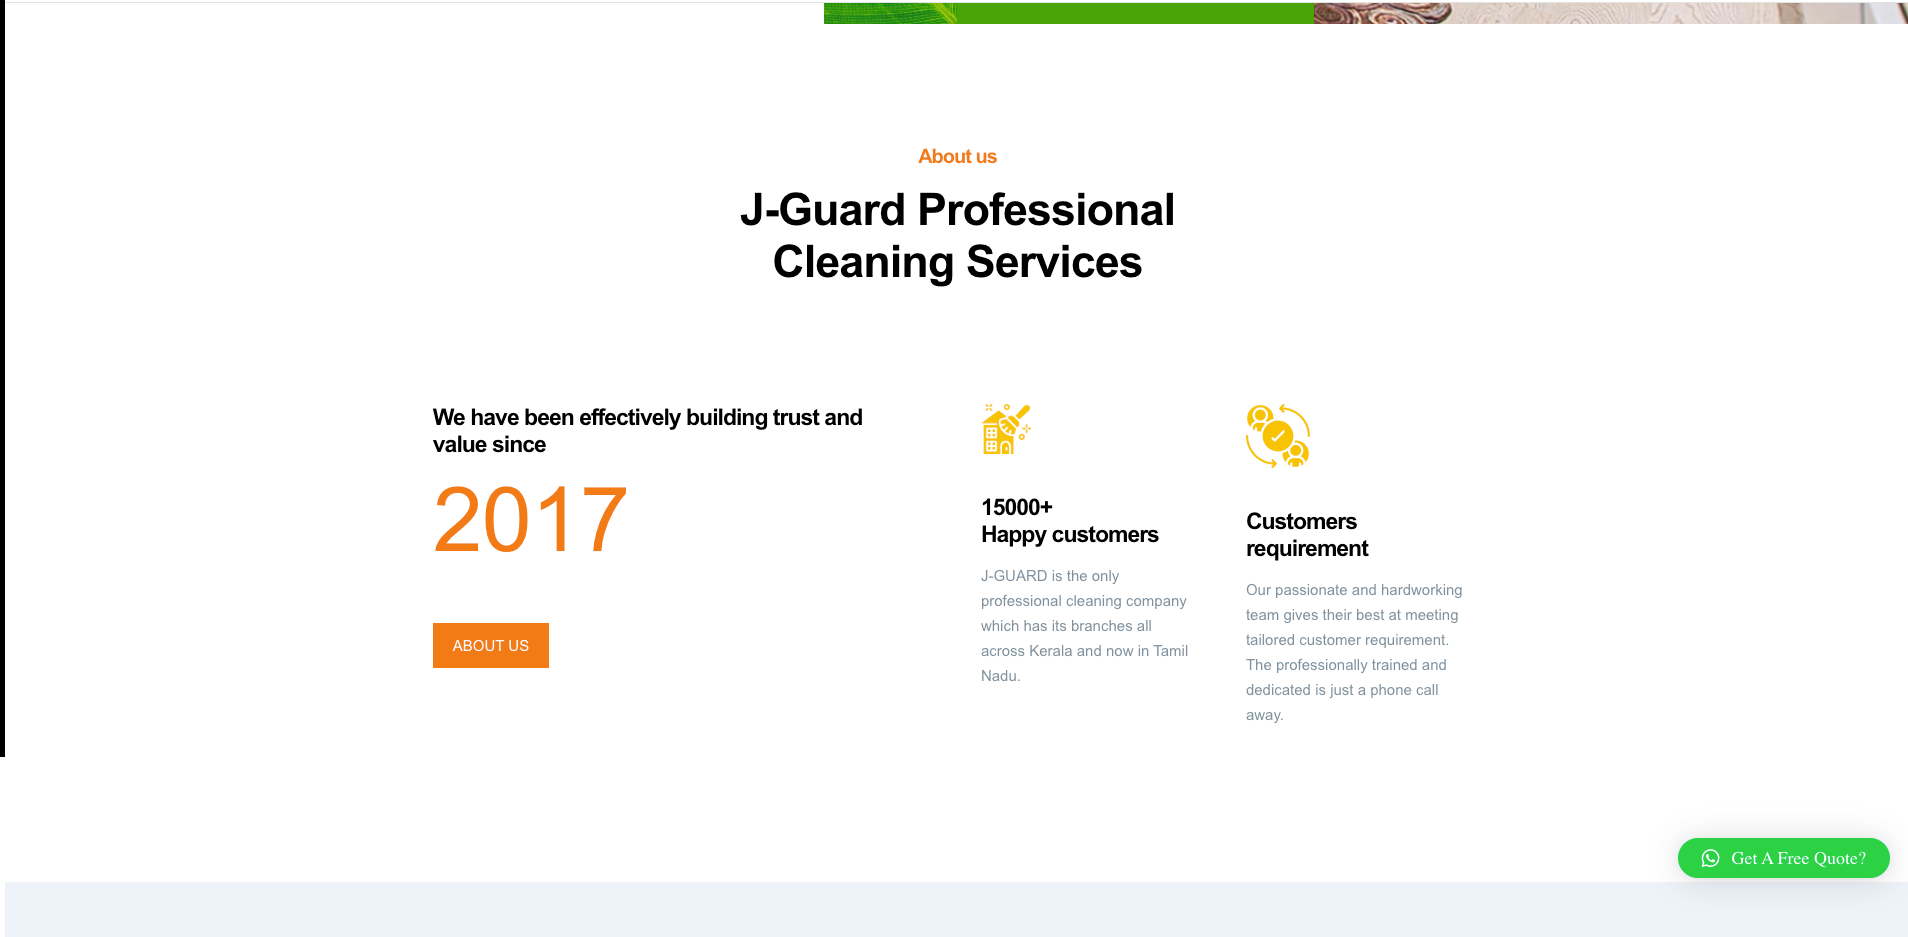 About us
J-Guard Professional
Cleaning Services
We have been effectively building trust and
value since
2017
ABOUT US
15000+
Happy customers
J-GUARD is the only
professional cleaning company
which has its branches all
across Kerala and now in Tamil
Nadu.
Customers
requirement
Our passionate and hardworking
team gives their best at meeting
tailored customer requirement.
The professionally trained and
dedicated is just a phone call
away.
Get A Free Quote?